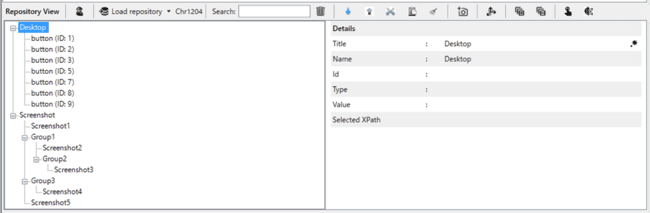 Repository View Load repository Chr1204 Search:
Desktop
button (ID: 1)
button (ID: 2)
button (ID: 3)
button (ID: 5)
button (ID: 7)
button (ID: 8)
button (ID: 9)
Screenshot
Screenshot1
Group1
Screenshot2
Group2
Screenshot3
Group3
Screenshot4
Screenshot5
Details
Title : Desktop
Name : Desktop
Id :
Type :
Value :
Selected XPath